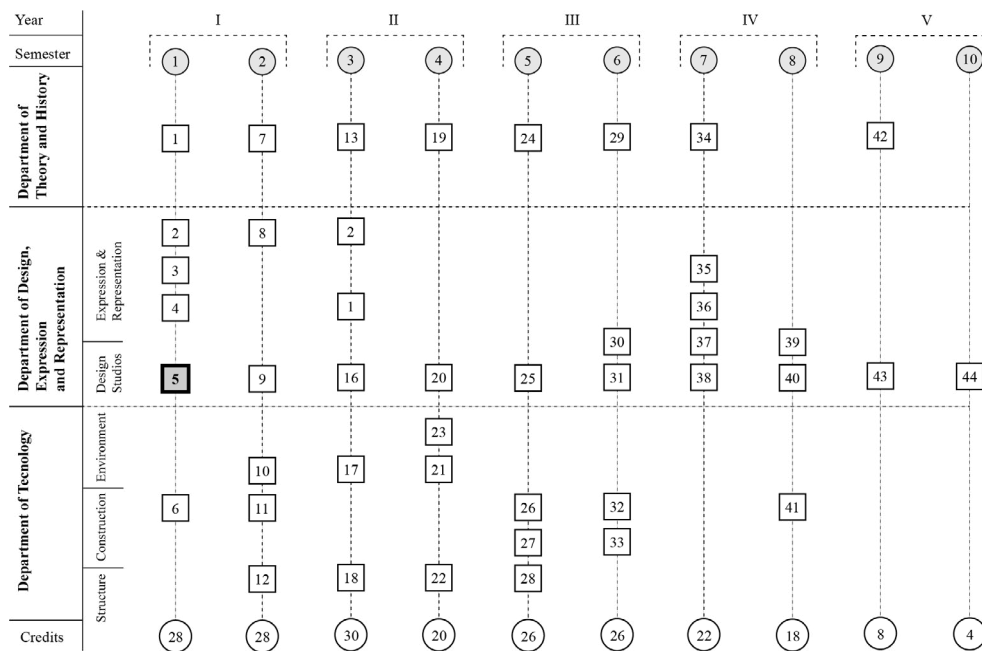 Year I II III IV V
Semester 1 2 3 4 5 6 7 8 9 10
Department of
Theory and History
1 7 13 19 24 29 34 42
Department of Design,
Expression
and Representation
Expression &
Representation
2 8 2
3 35
4 1 36
30 37 39
Design
Studios
5 9 16 20 25 31 38 40 43 44
Department of Tecnology
Environment
23
10 17 21
Construction
6 11 26 32 41
27 33
Structure
12 18 22 28
Credits 28 28 30 20 26 26 22 18 8 4